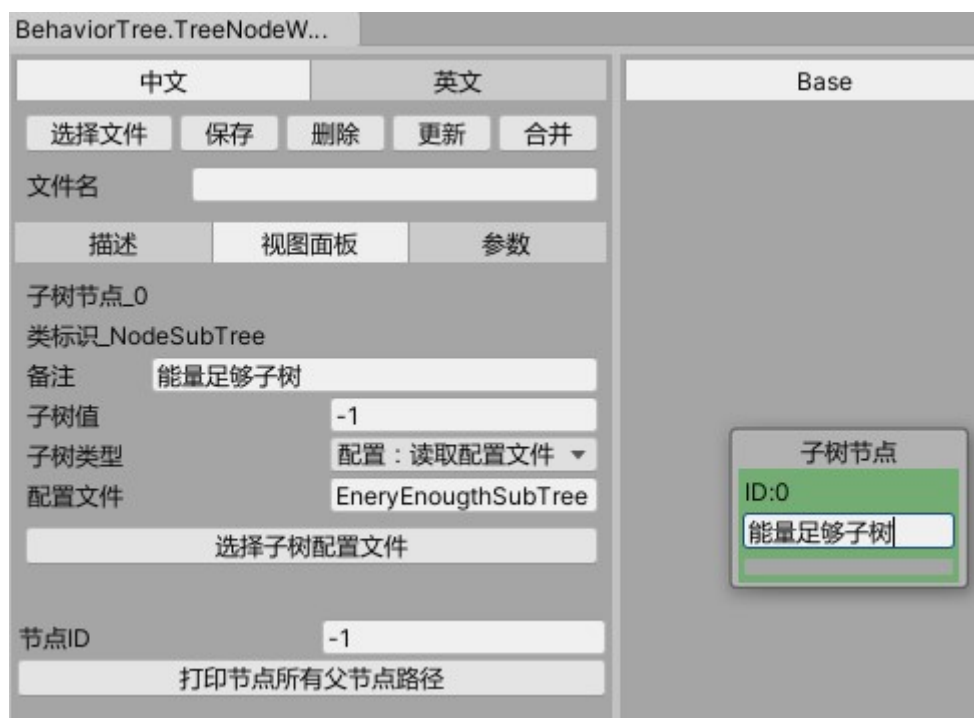 BehaviorTree.TreeNodeW...
中文 英文
选择文件 保存 删除 更新 合并
文件名
描述 视图面板 参数
子树节点_0
类标识_NodeSubTree
备注 能量足够子树
子树值 -1
子树类型 配置：读取配置文件
配置文件 EneryEnougthSubTree
选择子树配置文件
节点ID -1
打印节点所有父节点路径
Base
子树节点
ID:0
能量足够子树